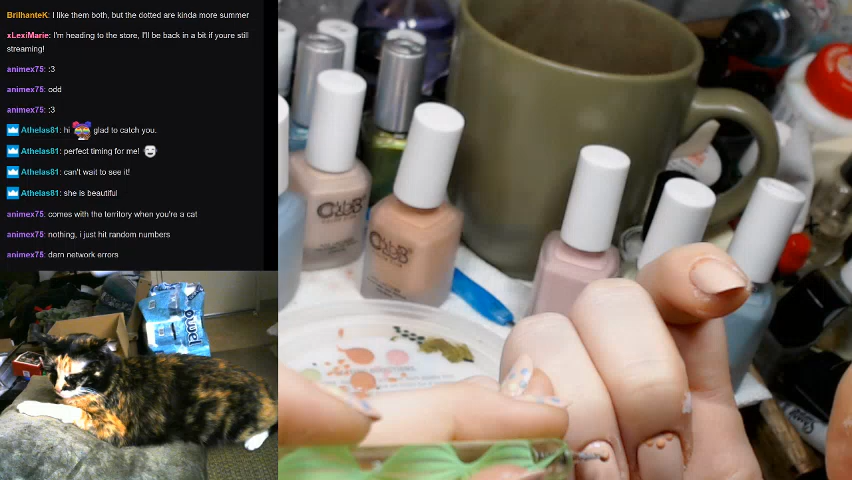 BrilhanteK: I like them both, but the dotted are kinda more summer
xLexiMarie: I'm heading to the store, I'll be back in a bit if youre still
streaming!
animex75: :3
animex75: odd
animex75: :3
Athelas81: hi glad to catch you.
Athelas81: perfect timing for me!
Athelas81: can't wait to see it!
Athelas81: she is beautiful
animex75: comes with the territory when you're a cat
animex75: nothing, i just hit random numbers
animex75: darn network errors
CLUB
CLUB